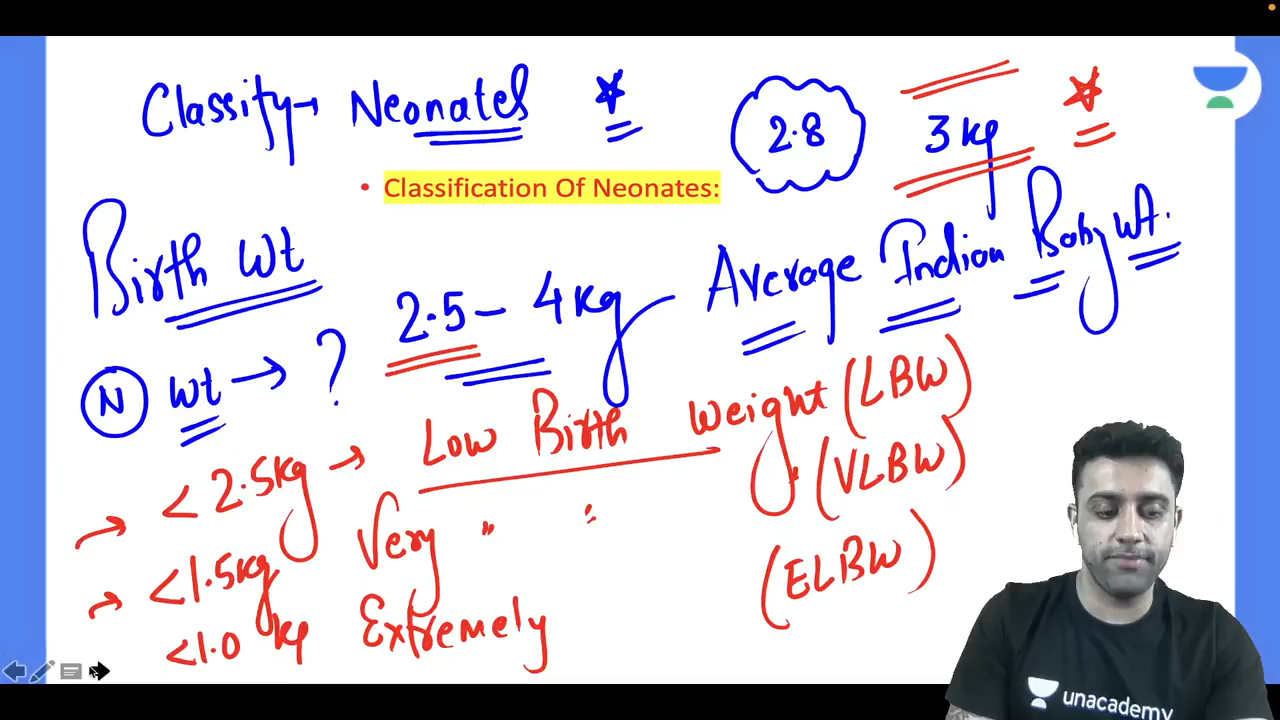 Classify → Neonates
2.8
3 kg
• Classification Of Neonates:
Birth Wt
Average Indian Baby wt.
2.5 – 4 kg
N wt → ?
→ < 2.5kg → Low Birth Weight (LBW)
→ < 1.5kg Very " " " (VLBW)
< 1.0 kg Extremely (ELBW)
unacademy